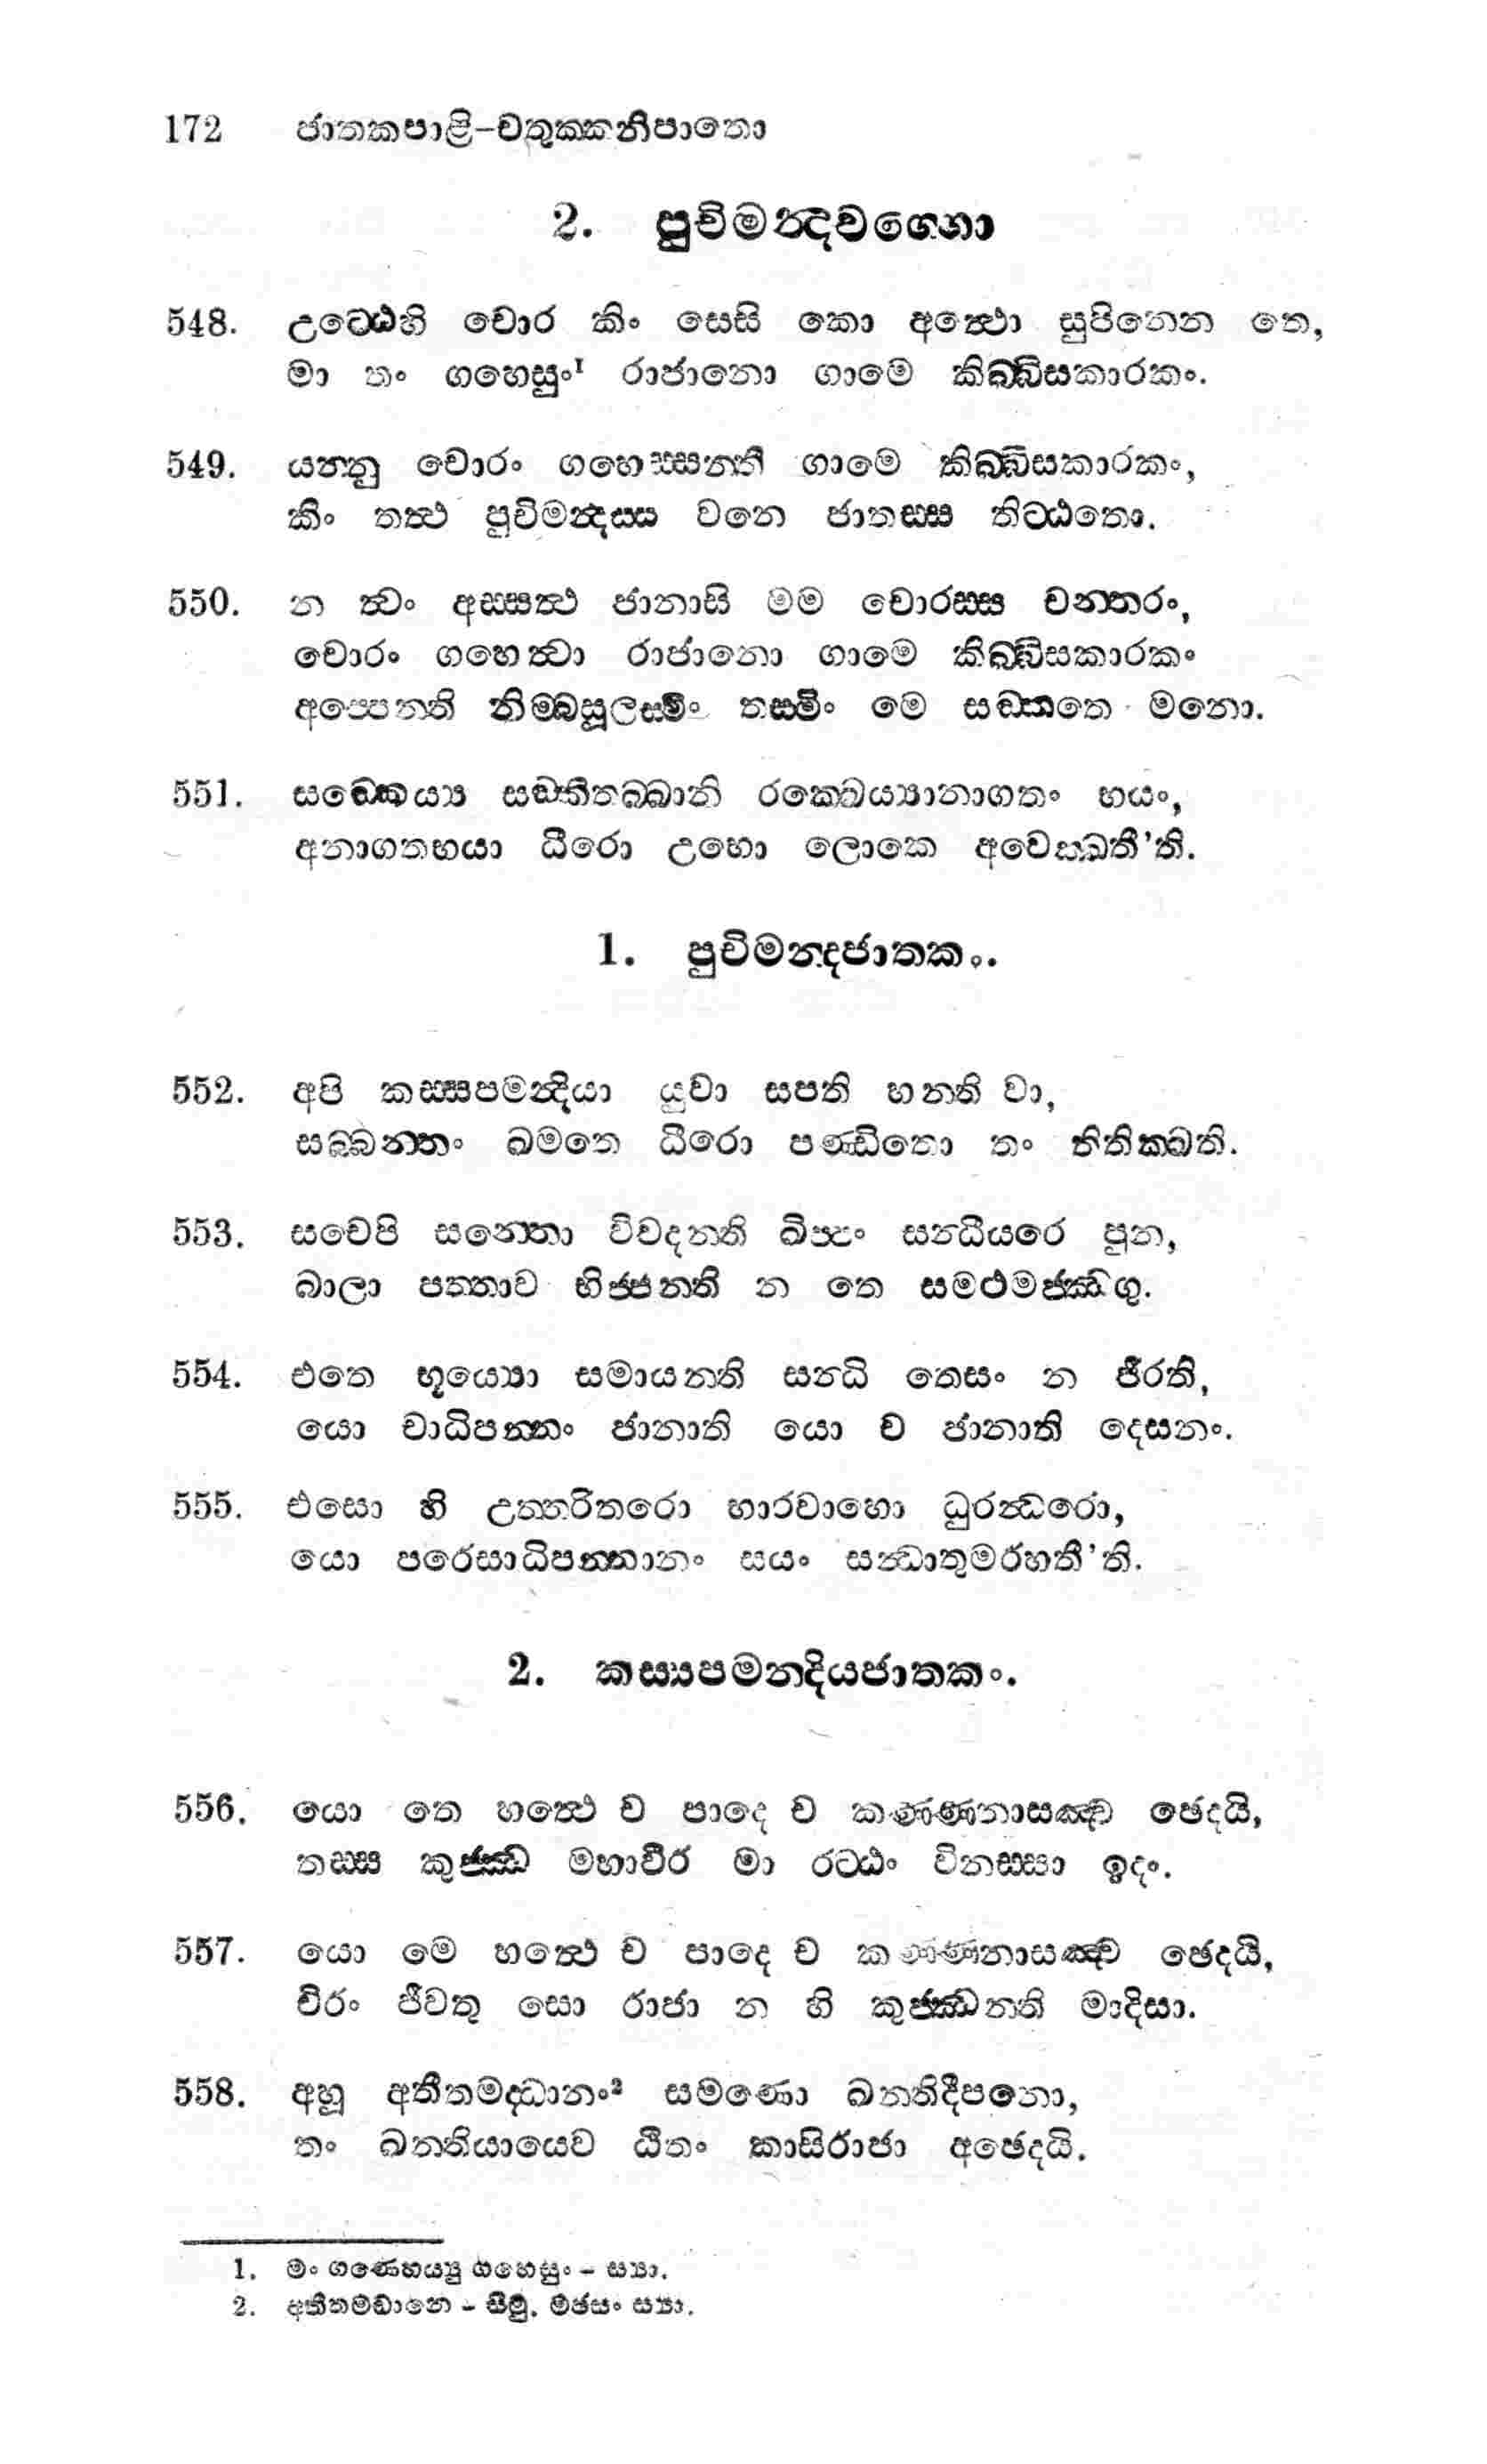 172 ජාතකපාළි-චතුක්කනිපාතො
2. පුචිමන්දවග්ගො
548. උට්ඨෙහි චොර කිං සෙසි කො අත්ථො සුපිනෙන තෙ,
මා තං ගහෙසුං¹ රාජානො ගාමෙ කිබ්බිසකාරකං.
549. යන්නු චොරං ගහෙස්සන්ති ගාමෙ කිබ්බිසකාරකං,
කිං තත්ථ පුචිමන්දස්ස වනෙ ජාතස්ස තිට්ඨතො.
550. න ත්වං අස්සත්ථ ජානාසි මම චොරස්ස චන්තරං,
චොරං ගහෙත්වා රාජානො ගාමෙ කිබ්බිසකාරකං
අප්පෙන්ති නිම්බසූලස්මිං තස්මිං මෙ සඞ්කතෙ මනො.
551. සඞ්කෙය්‍ය සඞ්කිතබ්බානි රක්ඛෙය්‍යානාගතං භයං,
අනාගතභයා ධීරො උභො ලොකෙ අවෙක්ඛතී’ති.
1. පුචිමන්දජාතකං.
552. අපි කස්සපමන්දියා යුවා සපති හන්ති වා,
සබ්බන්තං ඛමතෙ ධීරො පණ්ඩිතො තං තිතික්ඛති.
553. සචෙපි සන්තො විවදන්ති ඛිප්පං සන්ධීයරෙ පුන,
බාලා පත්තාව භිජ්ජන්ති න තෙ සමථමජ්ඣගු.
554. එතෙ භූය්‍යො සමායන්ති සන්ධි තෙසං න ජීරති,
යො චාධිපන්නං ජානාති යො ච ජානාති දෙසනං.
555. එසො හි උත්තරිතරො භාරවාහො ධුරන්ධරො,
යො පරෙසාධිපන්නානං සයං සන්ධාතුමරහතී’ති.
2. කස්‍යපමන්දියජාතකං.
556. යො තෙ හත්ථෙ ච පාදෙ ච කණ්ණනාසඤ්ච ඡෙදයි,
තස්ස කුජ්ඣ මහාවීර මා රට්ඨං විනස්සා ඉදං.
557. යො මෙ හත්ථෙ ච පාදෙ ච කණ්ණනාසඤ්ච ඡෙදයි,
චිරං ජීවතු සො රාජා න හි කුජ්ඣන්ති මාදිසා.
558. අහූ අතීතමද්ධානං² සමණො ඛන්තිදීපනො,
තං ඛන්තියායෙව ඨිතං කාසිරාජා අඡෙදයි.
1. මං ගණ්හෙය්‍යු ගහෙසුං - ස්‍යා.
2. අතීතමද්ධානෙ - සීමු. මඡසං ස්‍යා.